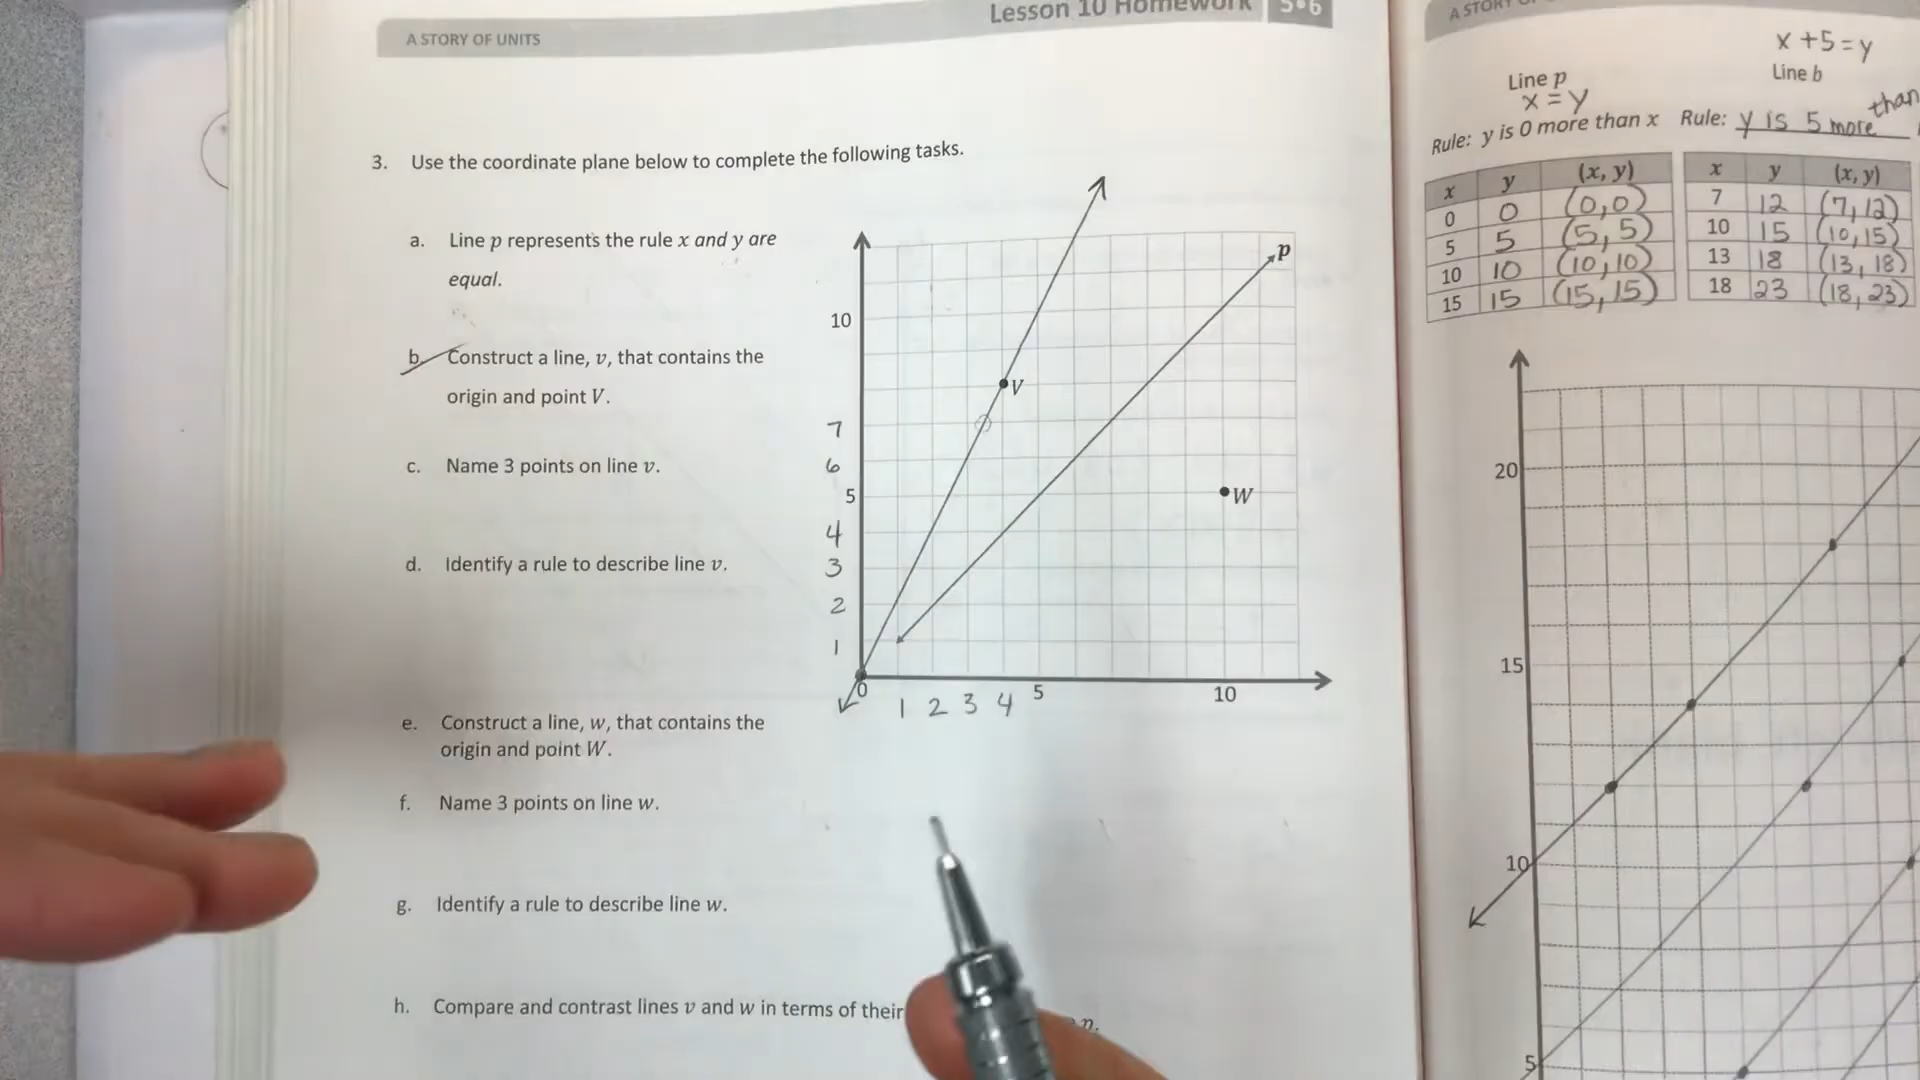 Lesson 10 Homework 5•6
A STORY OF UNITS
3. Use the coordinate plane below to complete the following tasks.
a. Line p represents the rule x and y are
equal.
b. Construct a line, v, that contains the
origin and point V.
c. Name 3 points on line v.
d. Identify a rule to describe line v.
e. Construct a line, w, that contains the
origin and point W.
f. Name 3 points on line w.
g. Identify a rule to describe line w.
h. Compare and contrast lines v and w in terms of their
p
10
V
7
6
5
W
4
3
2
1
0 1 2 3 4 5 10
A STORY
x + 5 = y
Line p
Line b
x = y
than
Rule: y is 0 more than x
Rule: y is 5 more
x y (x, y)
0 0 (0,0)
5 5 (5,5)
10 10 (10,10)
15 15 (15,15)
x y (x, y)
7 12 (7,12)
10 15 (10,15)
13 18 (13,18)
18 23 (18,23)
20
15
10
5